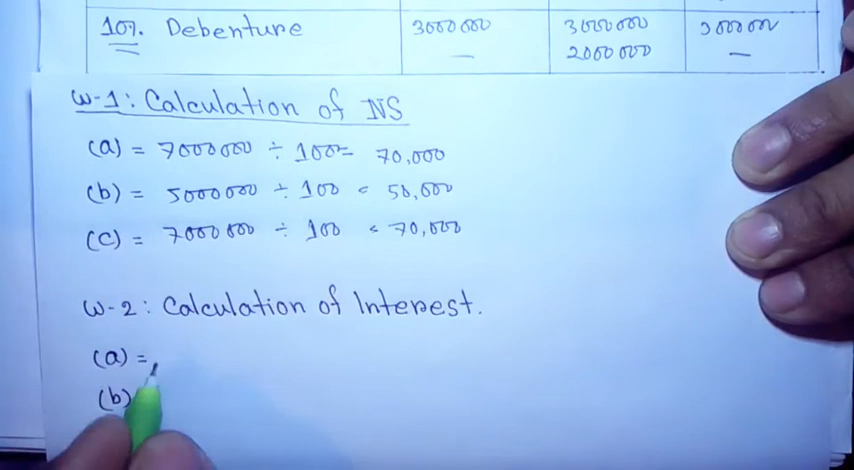 10%. Debenture 3000000 3000000 3000000
— 2000000 —
W-1: Calculation of NS
(a) = 7000000 ÷ 100 = 70,000
(b) = 5000000 ÷ 100 = 50,000
(c) = 7000000 ÷ 100 = 70,000
W-2: Calculation of Interest.
(a) =
(b)